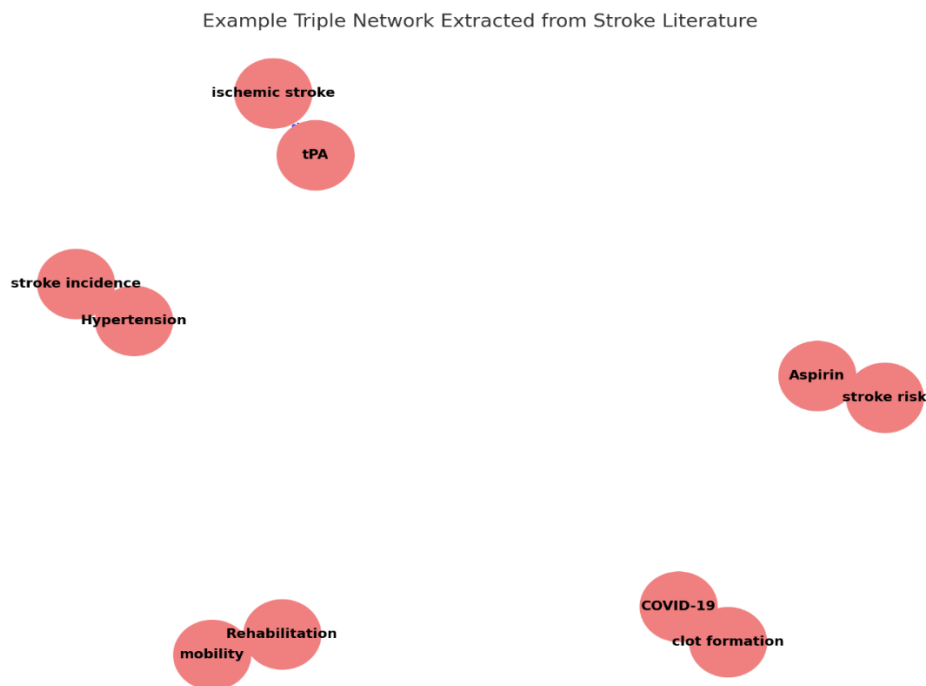 Example Triple Network Extracted from Stroke Literature
ischemic stroke
tPA
stroke incidence
Hypertension
Aspirin
stroke risk
COVID-19
clot formation
Rehabilitation
mobility